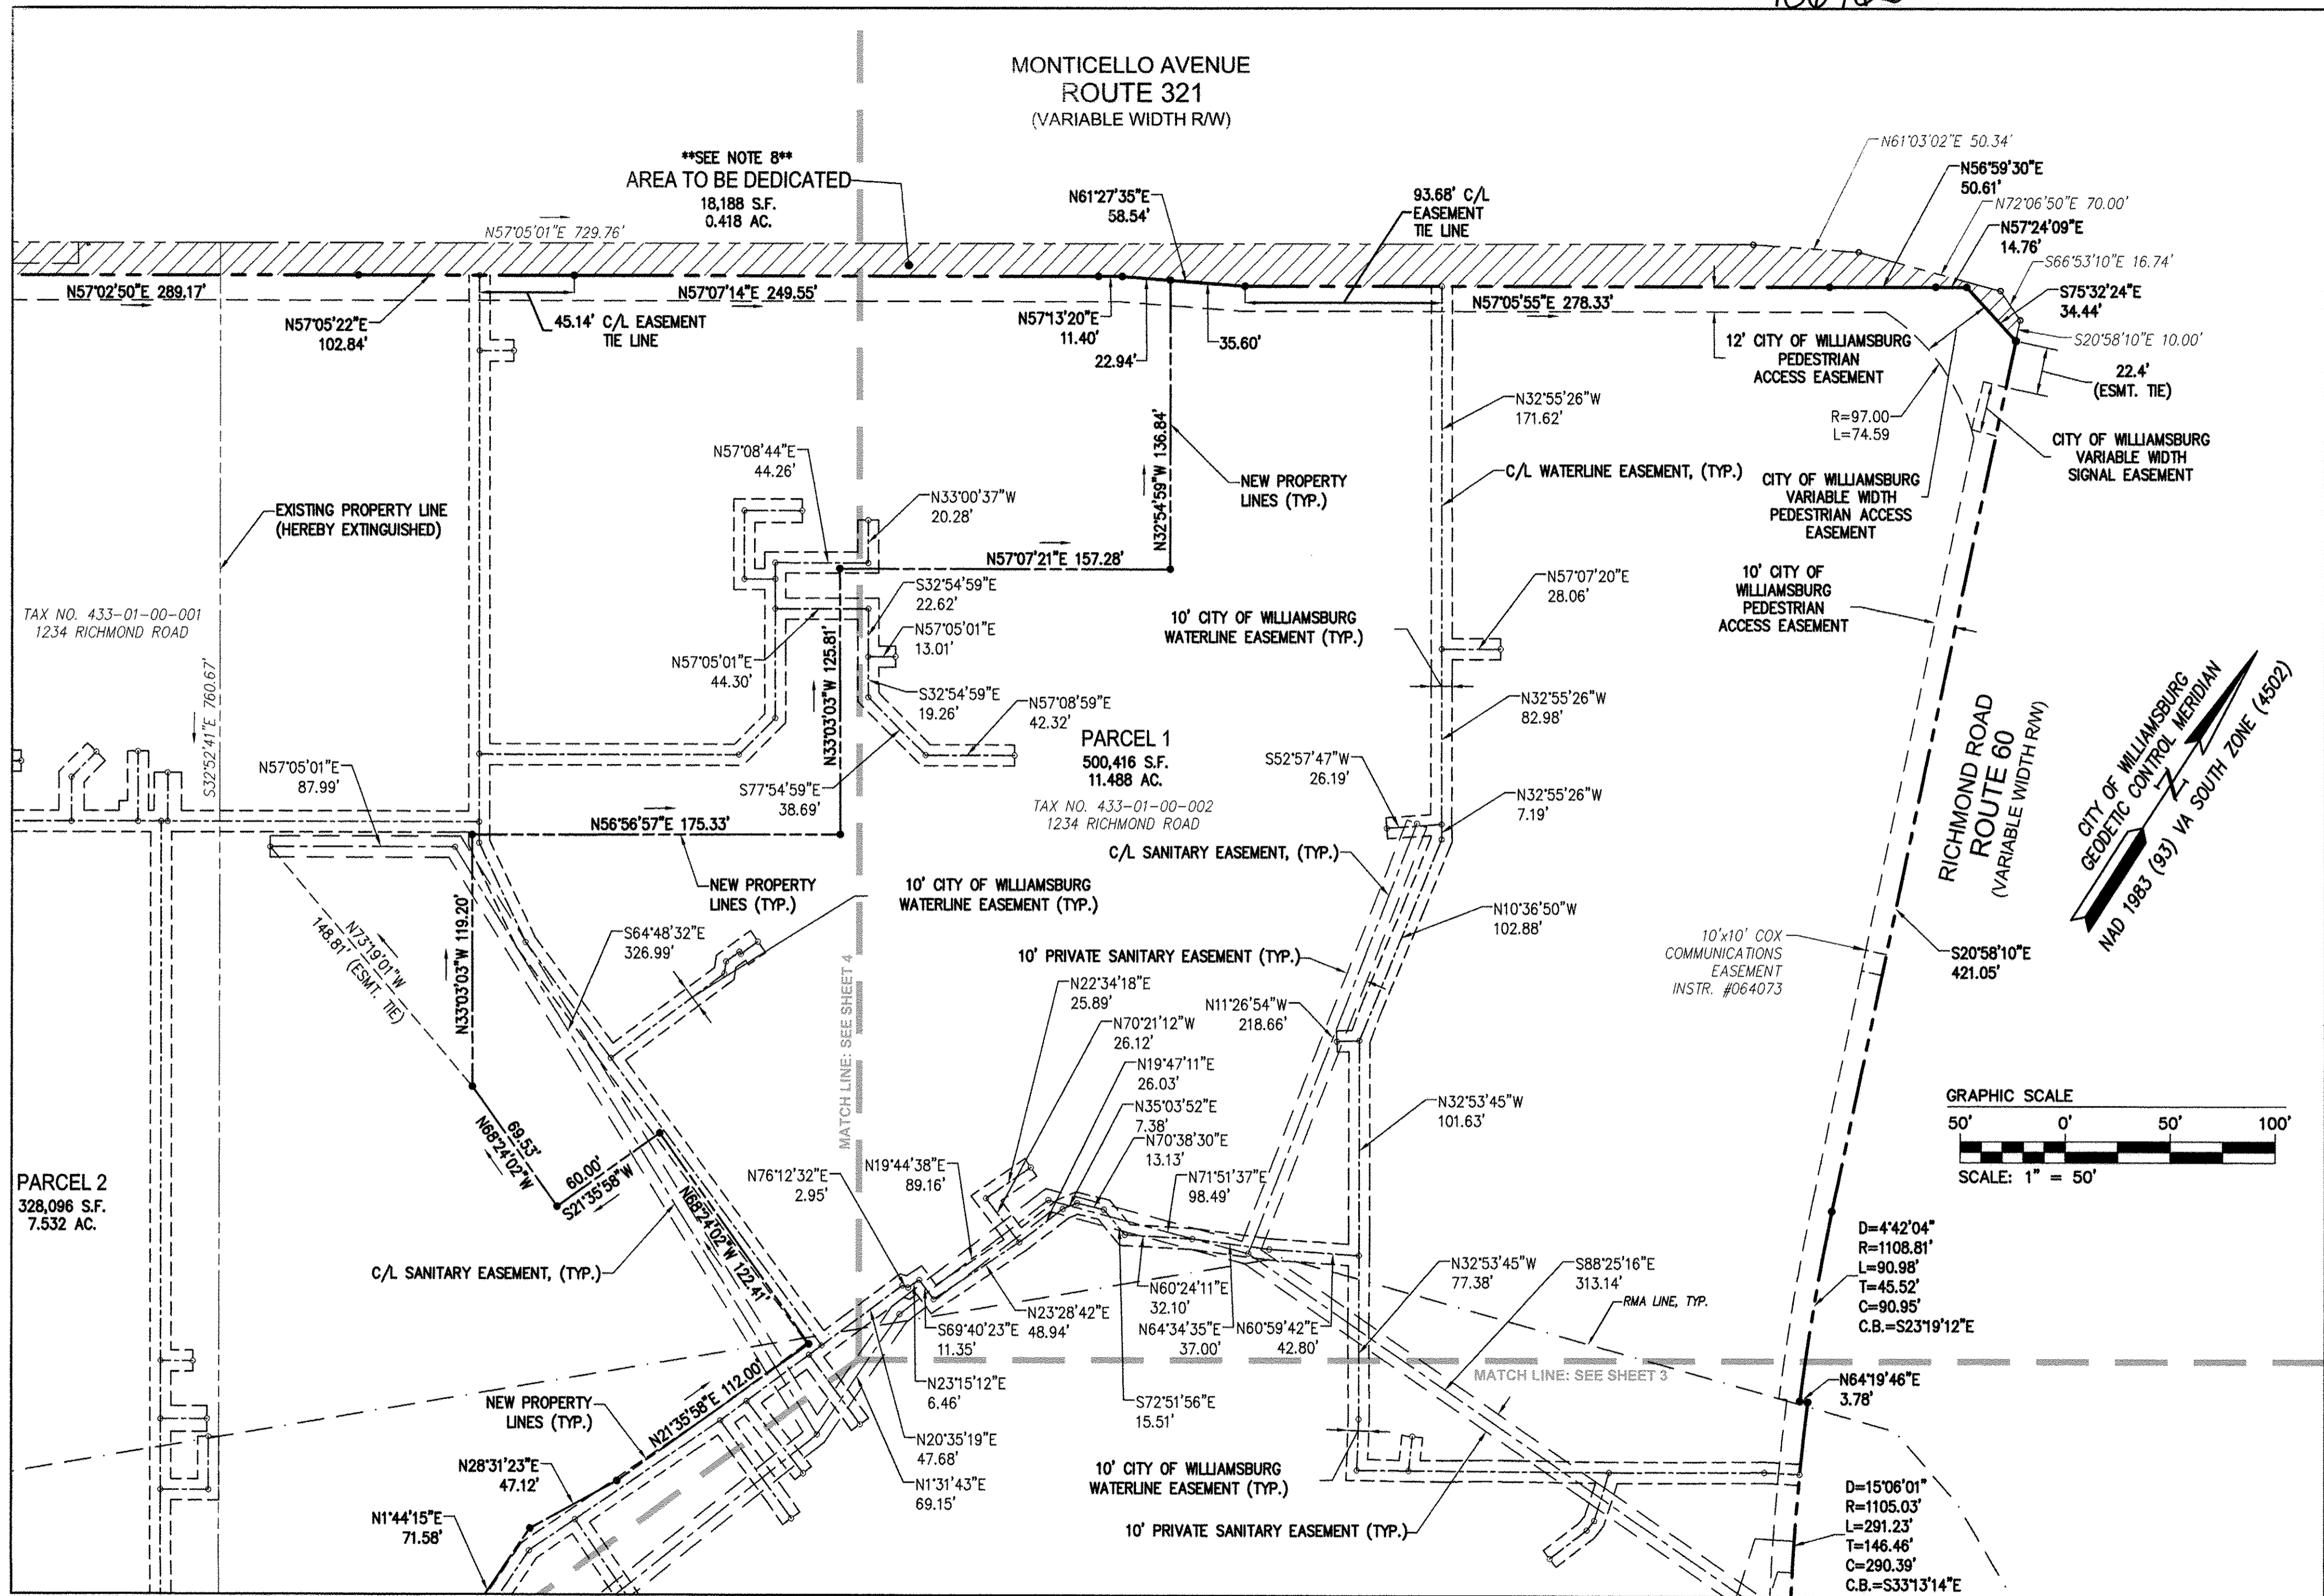 MONTICELLO AVENUE
ROUTE 321
(VARIABLE WIDTH R/W)
**SEE NOTE 8**
AREA TO BE DEDICATED
18,188 S.F.
0.418 AC.
N57°05'01"E 729.76'
N61°27'35"E
58.54'
93.68' C/L
EASEMENT
TIE LINE
N61°03'02"E 50.34'
N56°59'30"E
50.61'
N72°06'50"E 70.00'
N57°24'09"E
14.76'
S66°53'10"E 16.74'
S75°32'24"E
34.44'
S20°58'10"E 10.00'
22.4'
(ESMT. TIE)
N57°02'50"E 289.17'
N57°05'22"E
102.84'
N57°07'14"E 249.55'
45.14' C/L EASEMENT
TIE LINE
N57°13'20"E
11.40'
22.94'
35.60'
N57°05'55"E 278.33'
12' CITY OF WILLIAMSBURG
PEDESTRIAN
ACCESS EASEMENT
R=97.00
L=74.59
CITY OF WILLIAMSBURG
VARIABLE WIDTH
SIGNAL EASEMENT
CITY OF WILLIAMSBURG
VARIABLE WIDTH
PEDESTRIAN ACCESS
EASEMENT
N32°55'26"W
171.62'
C/L WATERLINE EASEMENT, (TYP.)
N32°54'59"W 136.84'
NEW PROPERTY
LINES (TYP.)
N57°08'44"E
44.26'
N33°00'37"W
20.28'
EXISTING PROPERTY LINE
(HEREBY EXTINGUISHED)
N57°07'21"E 157.28'
S32°54'59"E
22.62'
N57°05'01"E
13.01'
N57°07'20"E
28.06'
10' CITY OF
WILLIAMSBURG
PEDESTRIAN
ACCESS EASEMENT
10' CITY OF WILLIAMSBURG
WATERLINE EASEMENT (TYP.)
TAX NO. 433-01-00-001
1234 RICHMOND ROAD
S32°52'41"E 760.67'
N57°05'01"E
44.30'
N33°03'03"W 125.81'
S32°54'59"E
19.26'
N57°08'59"E
42.32'
N32°55'26"W
82.98'
PARCEL 1
500,416 S.F.
11.488 AC.
TAX NO. 433-01-00-002
1234 RICHMOND ROAD
S52°57'47"W
26.19'
N57°05'01"E
87.99'
S77°54'59"E
38.69'
N32°55'26"W
7.19'
N56°56'57"E 175.33'
C/L SANITARY EASEMENT, (TYP.)
RICHMOND ROAD
ROUTE 60
(VARIABLE WIDTH R/W)
CITY OF WILLIAMSBURG
GEODETIC CONTROL MERIDIAN
N
NAD 1983 (93) VA SOUTH ZONE (4502)
NEW PROPERTY
LINES (TYP.)
10' CITY OF WILLIAMSBURG
WATERLINE EASEMENT (TYP.)
N33°03'03"W 119.20'
N73°19'01"W
148.81' (ESMT. TIE)
S64°48'32"E
326.99'
N10°36'50"W
102.88'
10' PRIVATE SANITARY EASEMENT (TYP.)
10'x10' COX
COMMUNICATIONS
EASEMENT
INSTR. #064073
S20°58'10"E
421.05'
MATCH LINE: SEE SHEET 4
N22°34'18"E
25.89'
N11°26'54"W
218.66'
N70°21'12"W
26.12'
N19°47'11"E
26.03'
N35°03'52"E
7.38'
N70°38'30"E
13.13'
N32°53'45"W
101.63'
GRAPHIC SCALE
50' 0' 50' 100'
SCALE: 1" = 50'
69.53'
N68°24'02"W
60.00'
S21°35'58"W
N68°24'02"W 122.41'
N76°12'32"E
2.95'
N19°44'38"E
89.16'
N71°51'37"E
98.49'
PARCEL 2
328,096 S.F.
7.532 AC.
D=4°42'04"
R=1108.81'
L=90.98'
T=45.52'
C=90.95'
C.B.=S23°19'12"E
C/L SANITARY EASEMENT, (TYP.)
N32°53'45"W
77.38'
S88°25'16"E
313.14'
RMA LINE, TYP.
N60°24'11"E
32.10'
N23°28'42"E
48.94'
S69°40'23"E
11.35'
N64°34'35"E
37.00'
N60°59'42"E
42.80'
MATCH LINE: SEE SHEET 3
N64°19'46"E
3.78'
N23°15'12"E
6.46'
S72°51'56"E
15.51'
NEW PROPERTY
LINES (TYP.)
N21°35'58"E 112.00'
N20°35'19"E
47.68'
N28°31'23"E
47.12'
N1°31'43"E
69.15'
10' CITY OF WILLIAMSBURG
WATERLINE EASEMENT (TYP.)
N1°44'15"E
71.58'
10' PRIVATE SANITARY EASEMENT (TYP.)
D=15°06'01"
R=1105.03'
L=291.23'
T=146.46'
C=290.39'
C.B.=S33°13'14"E